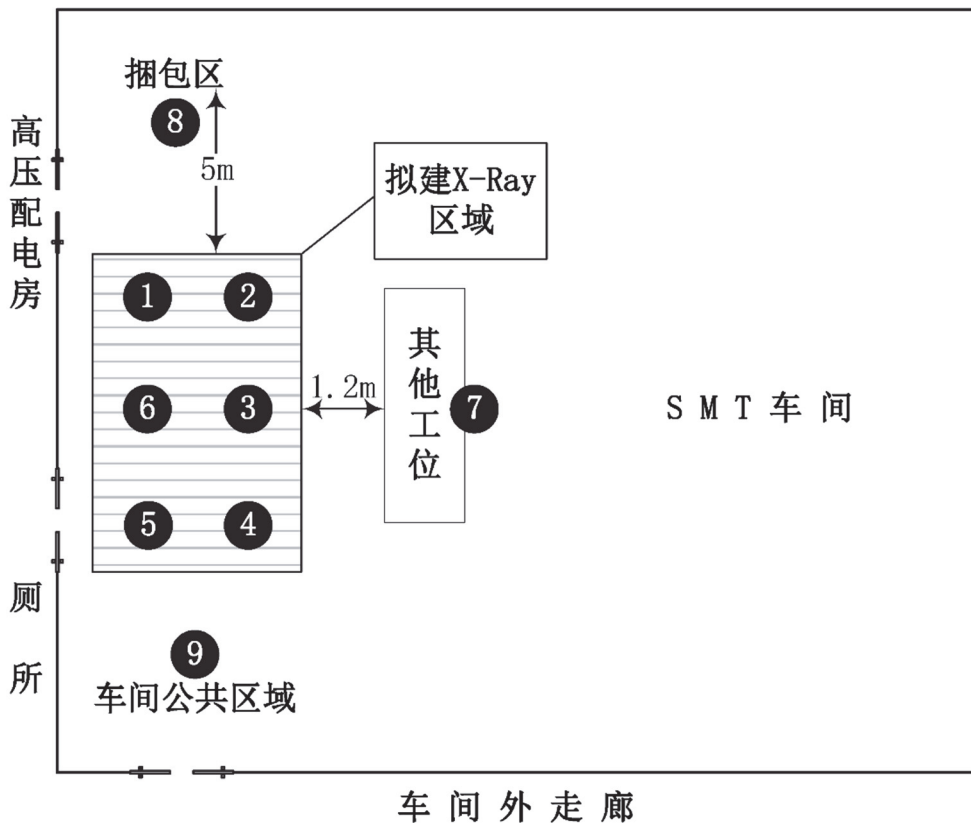 捆包区
8
5m
高压配电房
拟建X-Ray
区域
1
2
其他工位
1.2m
6
3
7
SMT车间
5
4
厕所
9
车间公共区域
车间外走廊